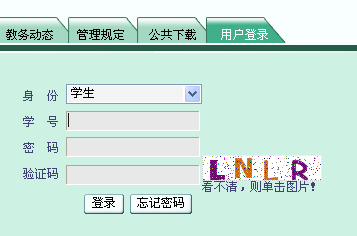 教务动态 管理规定 公共下载 用户登录
身 份 学生
学 号
密 码
验证码 LNLR
看不清，则单击图片！
登录 忘记密码